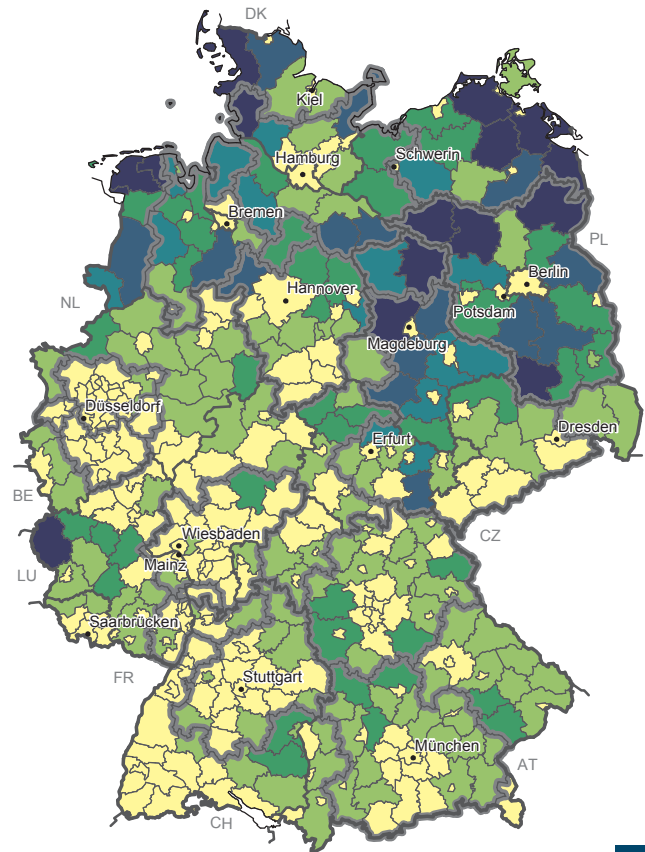 DK
Kiel
Hamburg
Schwerin
Bremen
PL
Berlin
Hannover
NL
Potsdam
Magdeburg
Düsseldorf
Dresden
Erfurt
BE
Wiesbaden
CZ
Mainz
LU
Saarbrücken
FR
Stuttgart
München
AT
CH